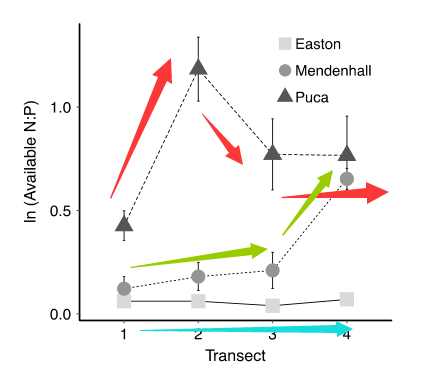 Easton
Mendenhall
Puca
ln (Available N:P)
1.0
0.5
0.0
1 2 3 4
Transect